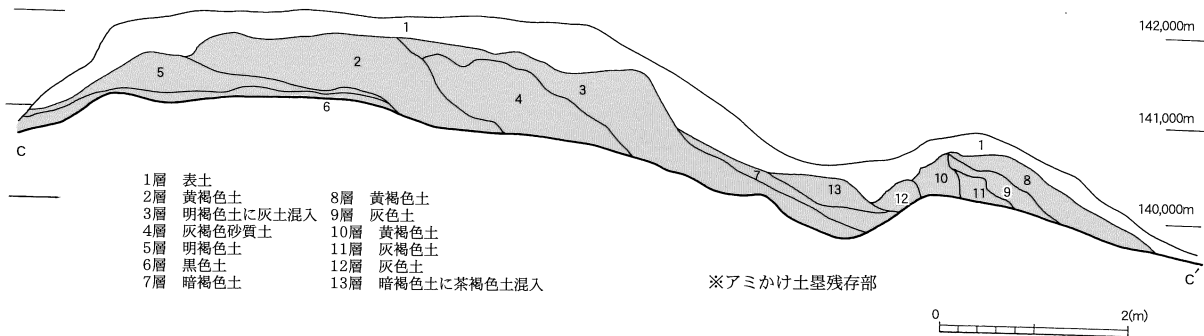 142,000m
1
2
3
4
5
6
141,000m
1
C
7
13
12
10
11
9
8
140,000m
C′
1層 表土
2層 黄褐色土
3層 明褐色土に灰土混入
4層 灰褐色砂質土
5層 明褐色土
6層 黒色土
7層 暗褐色土
8層 黄褐色土
9層 灰色土
10層 黄褐色土
11層 灰褐色土
12層 灰色土
13層 暗褐色土に茶褐色土混入
※アミかけ土塁残存部
0 2(m)